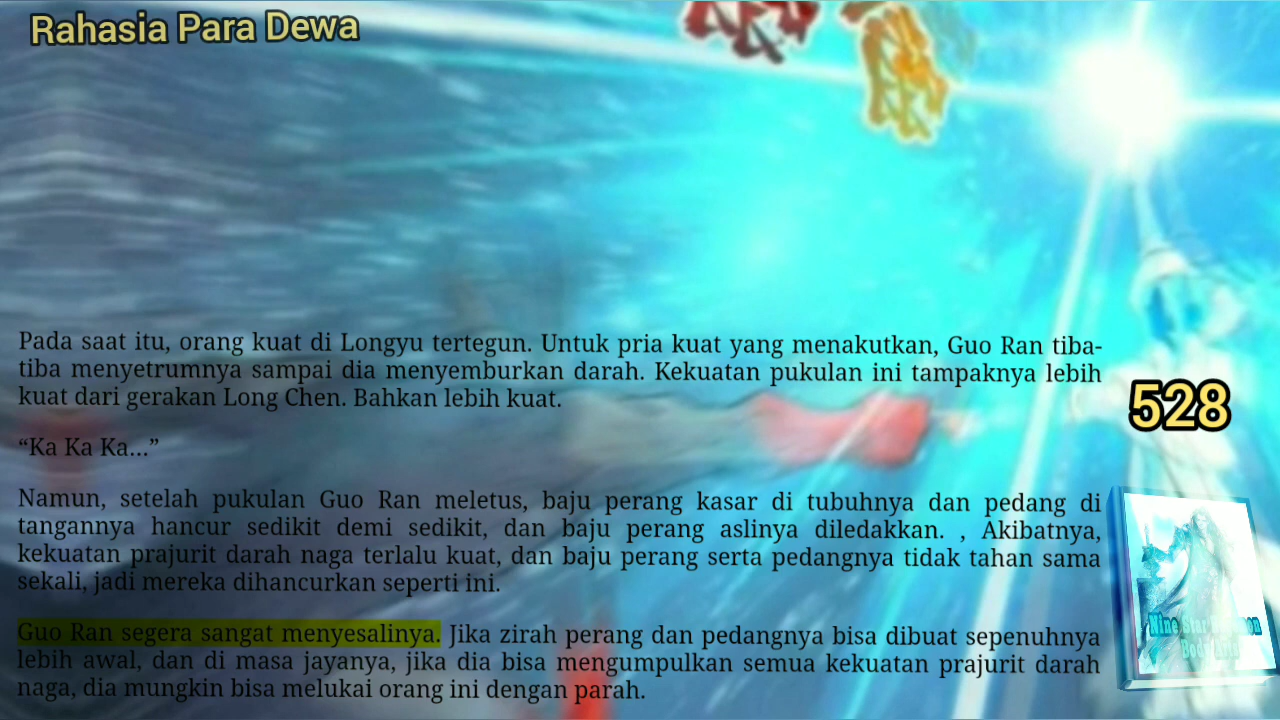 Rahasia Para Dewa
Pada saat itu, orang kuat di Longyu tertegun. Untuk pria kuat yang menakutkan, Guo Ran tiba-
tiba menyetrumnya sampai dia menyemburkan darah. Kekuatan pukulan ini tampaknya lebih
kuat dari gerakan Long Chen. Bahkan lebih kuat.
“Ka Ka Ka…”
528
Namun, setelah pukulan Guo Ran meletus, baju perang kasar di tubuhnya dan pedang di
tangannya hancur sedikit demi sedikit, dan baju perang aslinya diledakkan. , Akibatnya,
kekuatan prajurit darah naga terlalu kuat, dan baju perang serta pedangnya tidak tahan sama
sekali, jadi mereka dihancurkan seperti ini.
Guo Ran segera sangat menyesalinya. Jika zirah perang dan pedangnya bisa dibuat sepenuhnya
lebih awal, dan di masa jayanya, jika dia bisa mengumpulkan semua kekuatan prajurit darah
naga, dia mungkin bisa melukai orang ini dengan parah.
Nine Star
Body